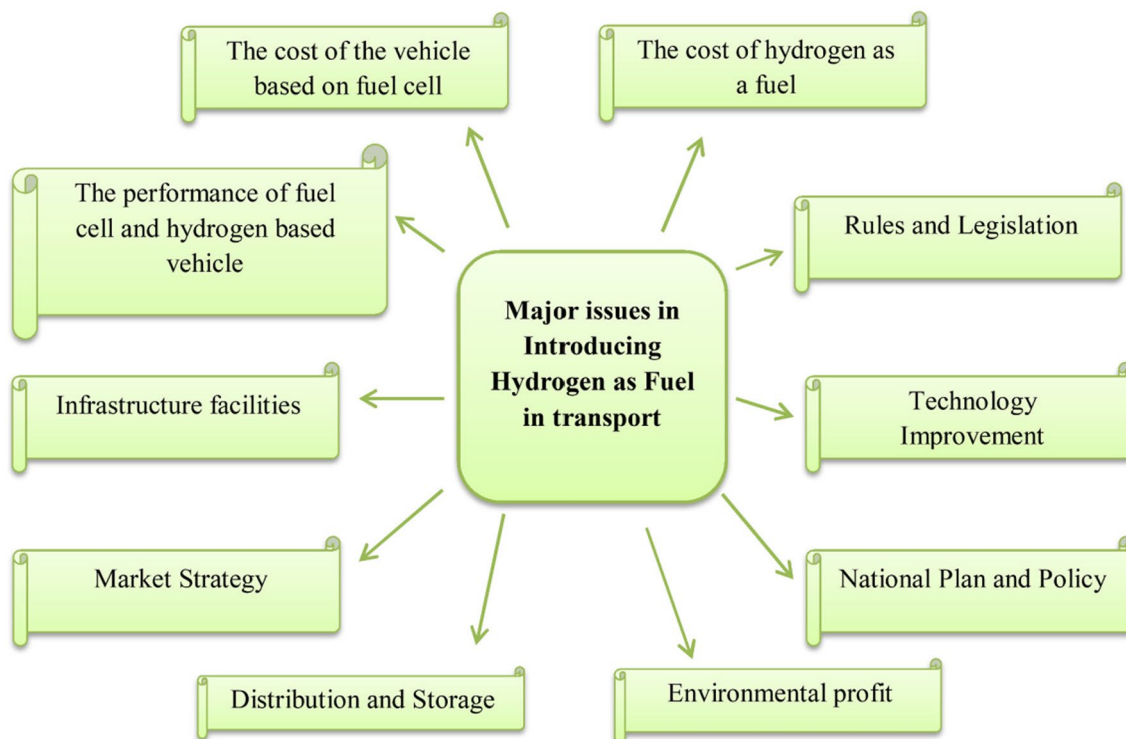 The cost of the vehicle
based on fuel cell
The cost of hydrogen as
a fuel
The performance of fuel
cell and hydrogen based
vehicle
Rules and Legislation
Major issues in
Introducing
Hydrogen as Fuel
in transport
Infrastructure facilities
Technology
Improvement
Market Strategy
National Plan and Policy
Distribution and Storage
Environmental profit